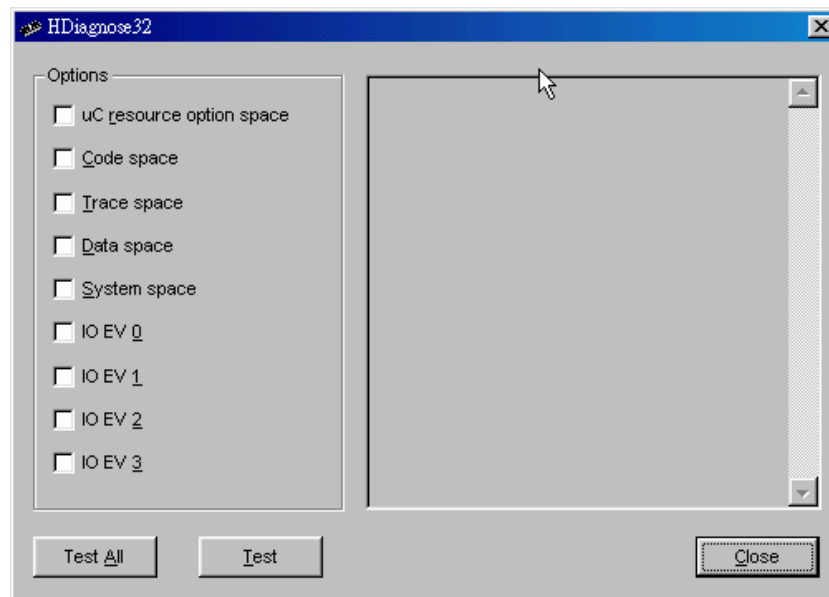 HDiagnose32
Options
uC resource option space
Code space
Trace space
Data space
System space
IO EV 0
IO EV 1
IO EV 2
IO EV 3
Test All
Test
Close